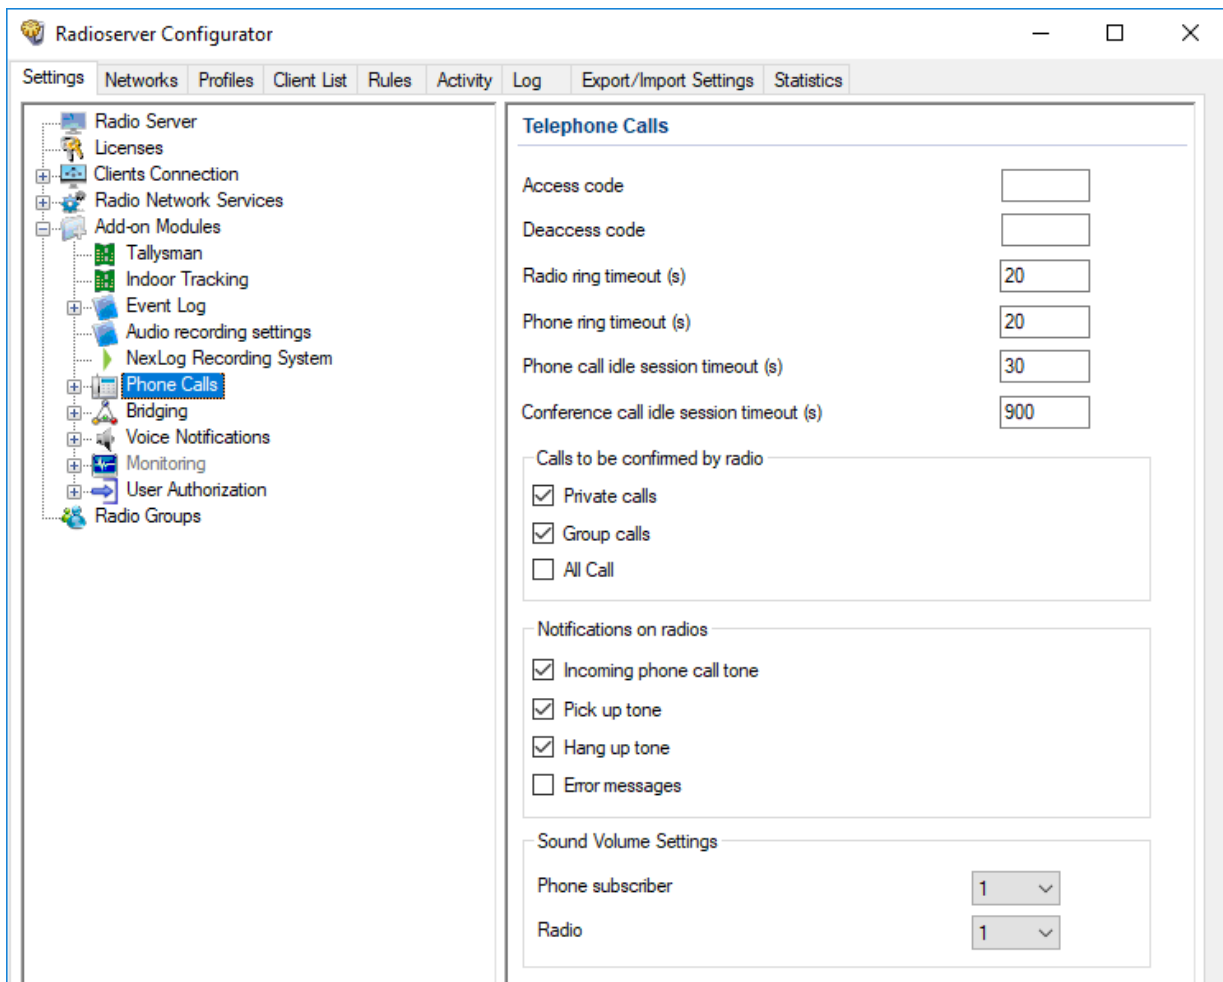 Radioserver Configurator
Settings Networks Profiles Client List Rules Activity Log Export/Import Settings Statistics
Radio Server
Licenses
Clients Connection
Radio Network Services
Add-on Modules
Tallysman
Indoor Tracking
Event Log
Audio recording settings
NexLog Recording System
Phone Calls
Bridging
Voice Notifications
Monitoring
User Authorization
Radio Groups
Telephone Calls
Access code
Deaccess code
Radio ring timeout (s) 20
Phone ring timeout (s) 20
Phone call idle session timeout (s) 30
Conference call idle session timeout (s) 900
Calls to be confirmed by radio
Private calls
Group calls
All Call
Notifications on radios
Incoming phone call tone
Pick up tone
Hang up tone
Error messages
Sound Volume Settings
Phone subscriber 1
Radio 1